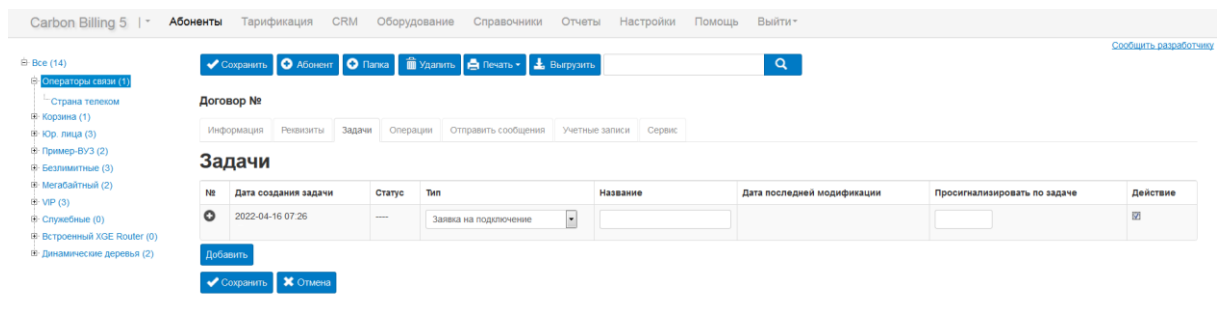 Carbon Billing 5 | Абоненты Тарификация CRM Оборудование Справочники Отчеты Настройки Помощь Выйти
Сообщить разработчику
Все (14)
Операторы связи (1)
Страна телеком
Корзина (1)
Юр. лица (3)
Пример-ВУЗ (2)
Безлимитные (3)
Мегабайтный (2)
VIP (3)
Служебные (0)
Встроенный XGE Router (0)
Динамические деревья (2)
Сохранить Абонент Папка Удалить Печать Выгрузить
Договор №
Информация Реквизиты Задачи Операции Отправить сообщения Учетные записи Сервис
Задачи
№ Дата создания задачи Статус Тип Название Дата последней модификации Просигнализировать по задаче Действие
2022-04-16 07:26 ---- Заявка на подключение
Добавить
Сохранить Отмена